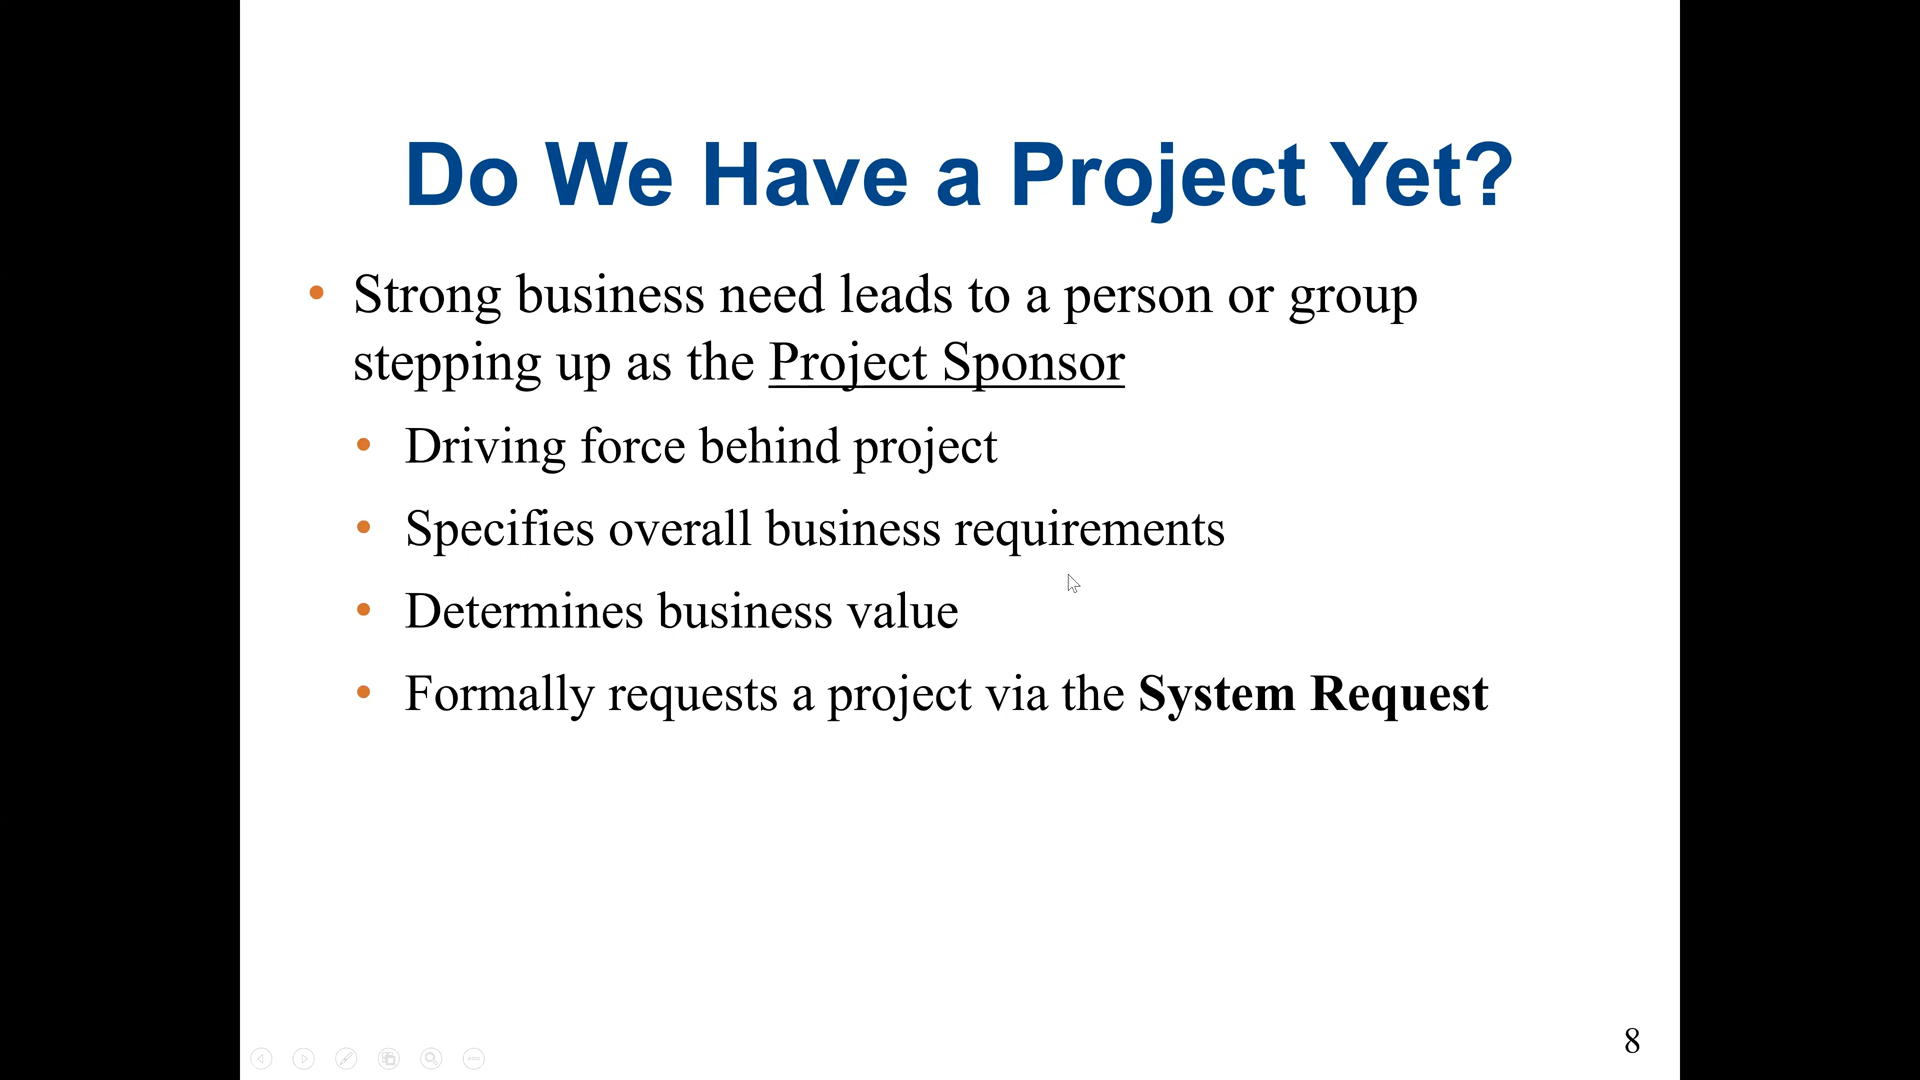 Do We Have a Project Yet?
• Strong business need leads to a person or group
stepping up as the Project Sponsor
• Driving force behind project
• Specifies overall business requirements
• Determines business value
• Formally requests a project via the System Request
8